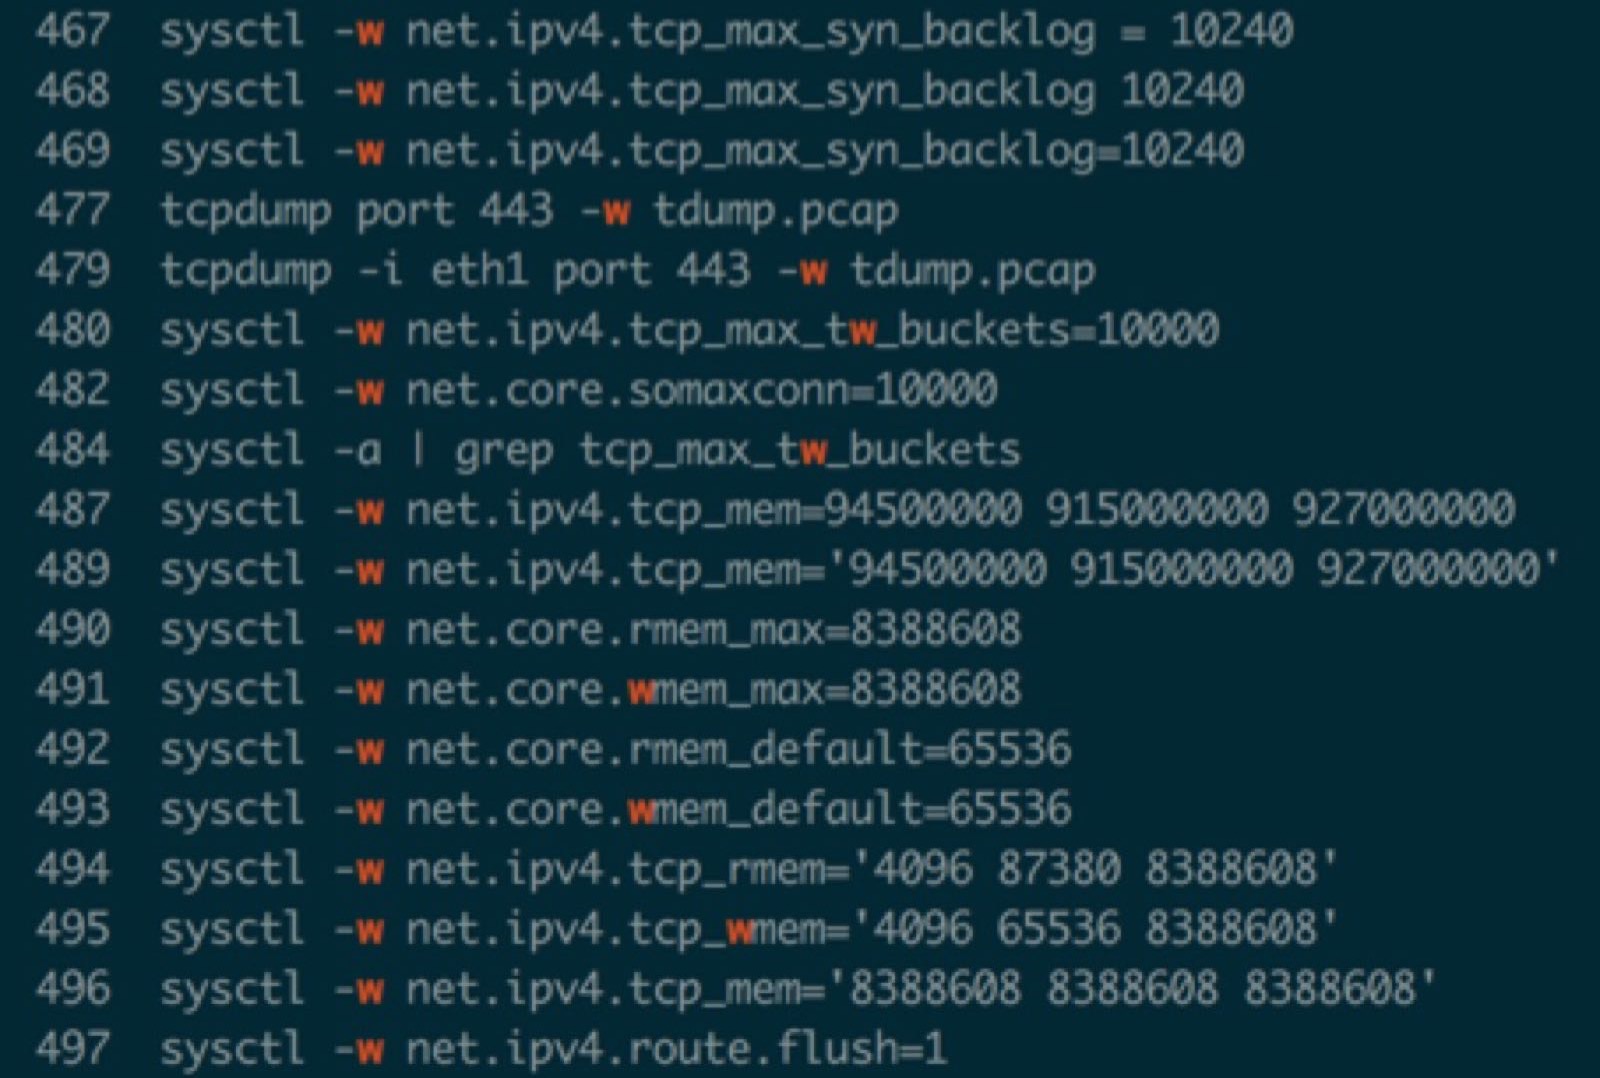 467 sysctl -w net.ipv4.tcp_max_syn_backlog = 10240
468 sysctl -w net.ipv4.tcp_max_syn_backlog 10240
469 sysctl -w net.ipv4.tcp_max_syn_backlog=10240
477 tcpdump port 443 -w tdump.pcap
479 tcpdump -i eth1 port 443 -w tdump.pcap
480 sysctl -w net.ipv4.tcp_max_tw_buckets=10000
482 sysctl -w net.core.somaxconn=10000
484 sysctl -a | grep tcp_max_tw_buckets
487 sysctl -w net.ipv4.tcp_mem=94500000 915000000 927000000
489 sysctl -w net.ipv4.tcp_mem='94500000 915000000 927000000'
490 sysctl -w net.core.rmem_max=8388608
491 sysctl -w net.core.wmem_max=8388608
492 sysctl -w net.core.rmem_default=65536
493 sysctl -w net.core.wmem_default=65536
494 sysctl -w net.ipv4.tcp_rmem='4096 87380 8388608'
495 sysctl -w net.ipv4.tcp_wmem='4096 65536 8388608'
496 sysctl -w net.ipv4.tcp_mem='8388608 8388608 8388608'
497 sysctl -w net.ipv4.route.flush=1